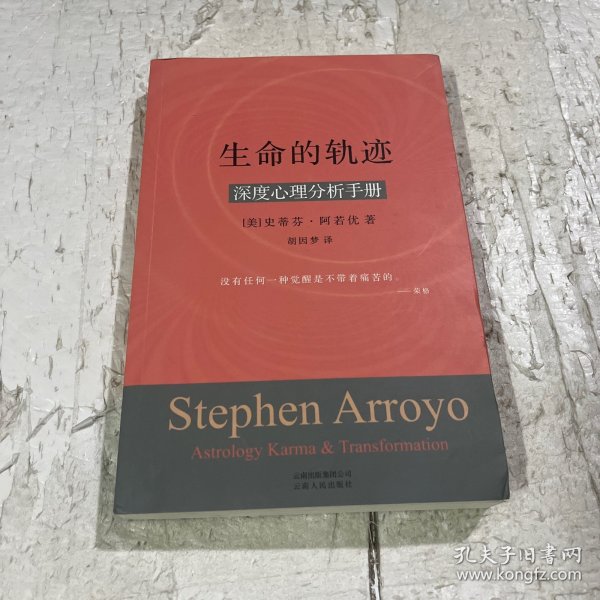 生命的轨迹
深度心理分析手册
[美]史蒂芬·阿若优 著
胡因梦 译
没有任何一种觉醒是不带着痛苦的。
——荣格
Stephen Arroyo
Astrology Karma & Transformation
云南出版集团公司
云南人民出版社
孔夫子旧书网
www.kongfz.com